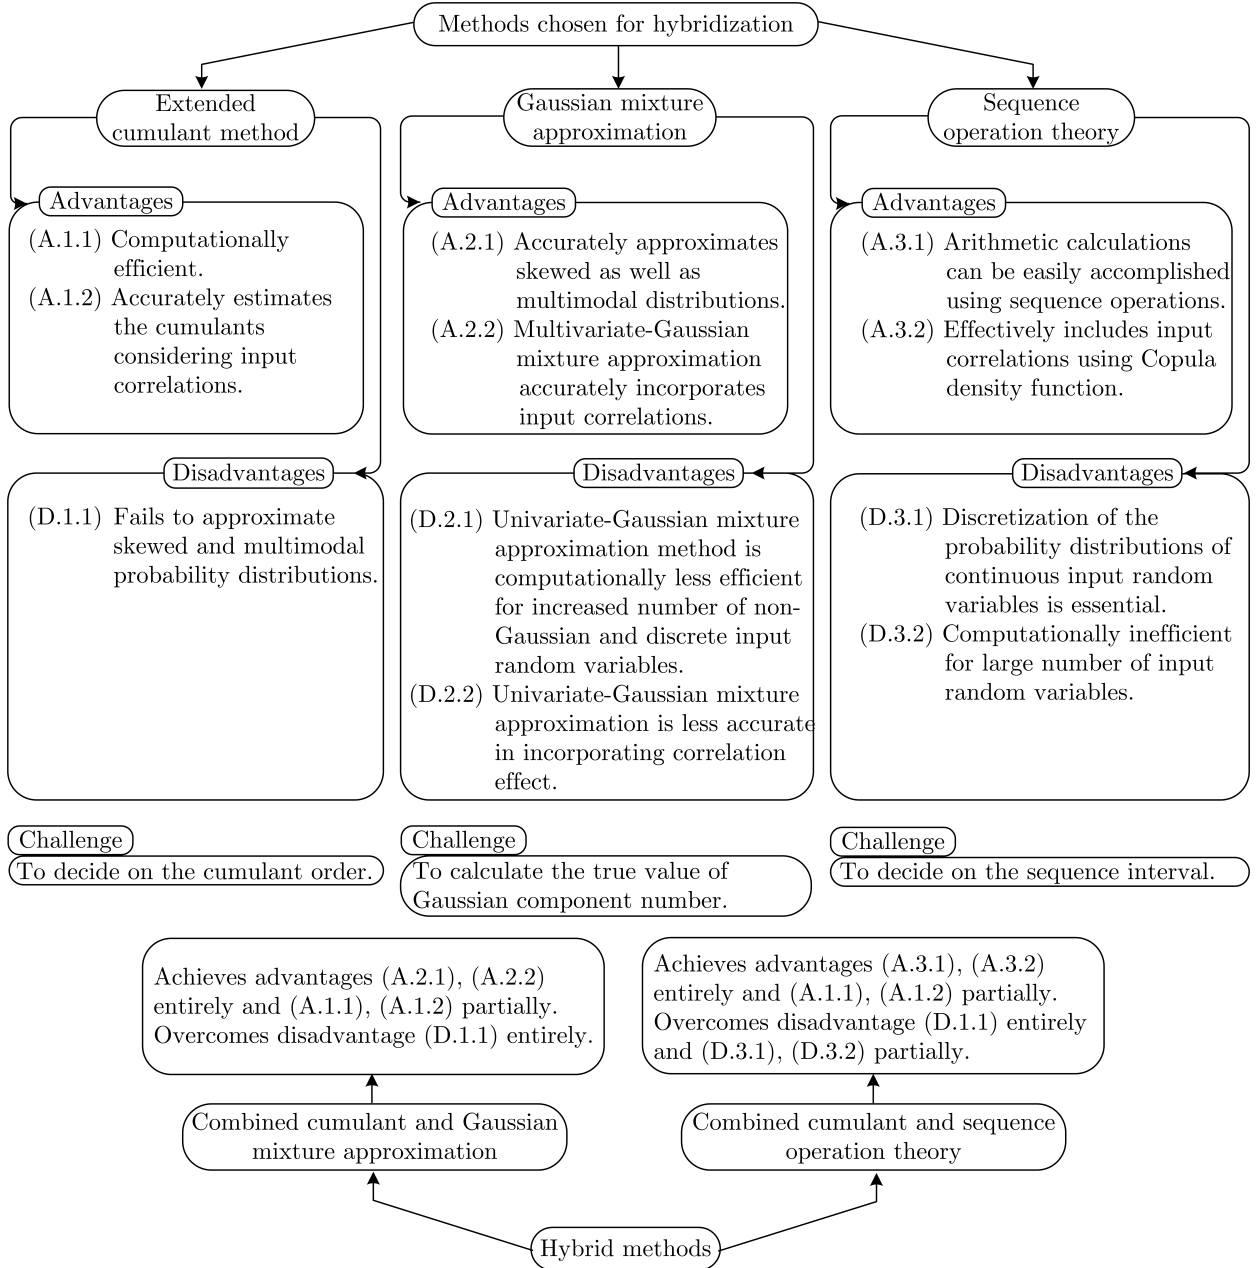 Methods chosen for hybridization
Extended
cumulant method
Gaussian mixture
approximation
Sequence
operation theory
Advantages
(A.1.1) Computationally
efficient.
(A.1.2) Accurately estimates
the cumulants
considering input
correlations.
Advantages
(A.2.1) Accurately approximates
skewed as well as
multimodal distributions.
(A.2.2) Multivariate-Gaussian
mixture approximation
accurately incorporates
input correlations.
Advantages
(A.3.1) Arithmetic calculations
can be easily accomplished
using sequence operations.
(A.3.2) Effectively includes input
correlations using Copula
density function.
Disadvantages
(D.1.1) Fails to approximate
skewed and multimodal
probability distributions.
Disadvantages
(D.2.1) Univariate-Gaussian mixture
approximation method is
computationally less efficient
for increased number of non-
Gaussian and discrete input
random variables.
(D.2.2) Univariate-Gaussian mixture
approximation is less accurate
in incorporating correlation
effect.
Disadvantages
(D.3.1) Discretization of the
probability distributions of
continuous input random
variables is essential.
(D.3.2) Computationally inefficient
for large number of input
random variables.
Challenge
To decide on the cumulant order.
Challenge
To calculate the true value of
Gaussian component number.
Challenge
To decide on the sequence interval.
Achieves advantages (A.2.1), (A.2.2)
entirely and (A.1.1), (A.1.2) partially.
Overcomes disadvantage (D.1.1) entirely.
Achieves advantages (A.3.1), (A.3.2)
entirely and (A.1.1), (A.1.2) partially.
Overcomes disadvantage (D.1.1) entirely
and (D.3.1), (D.3.2) partially.
Combined cumulant and Gaussian
mixture approximation
Combined cumulant and sequence
operation theory
Hybrid methods